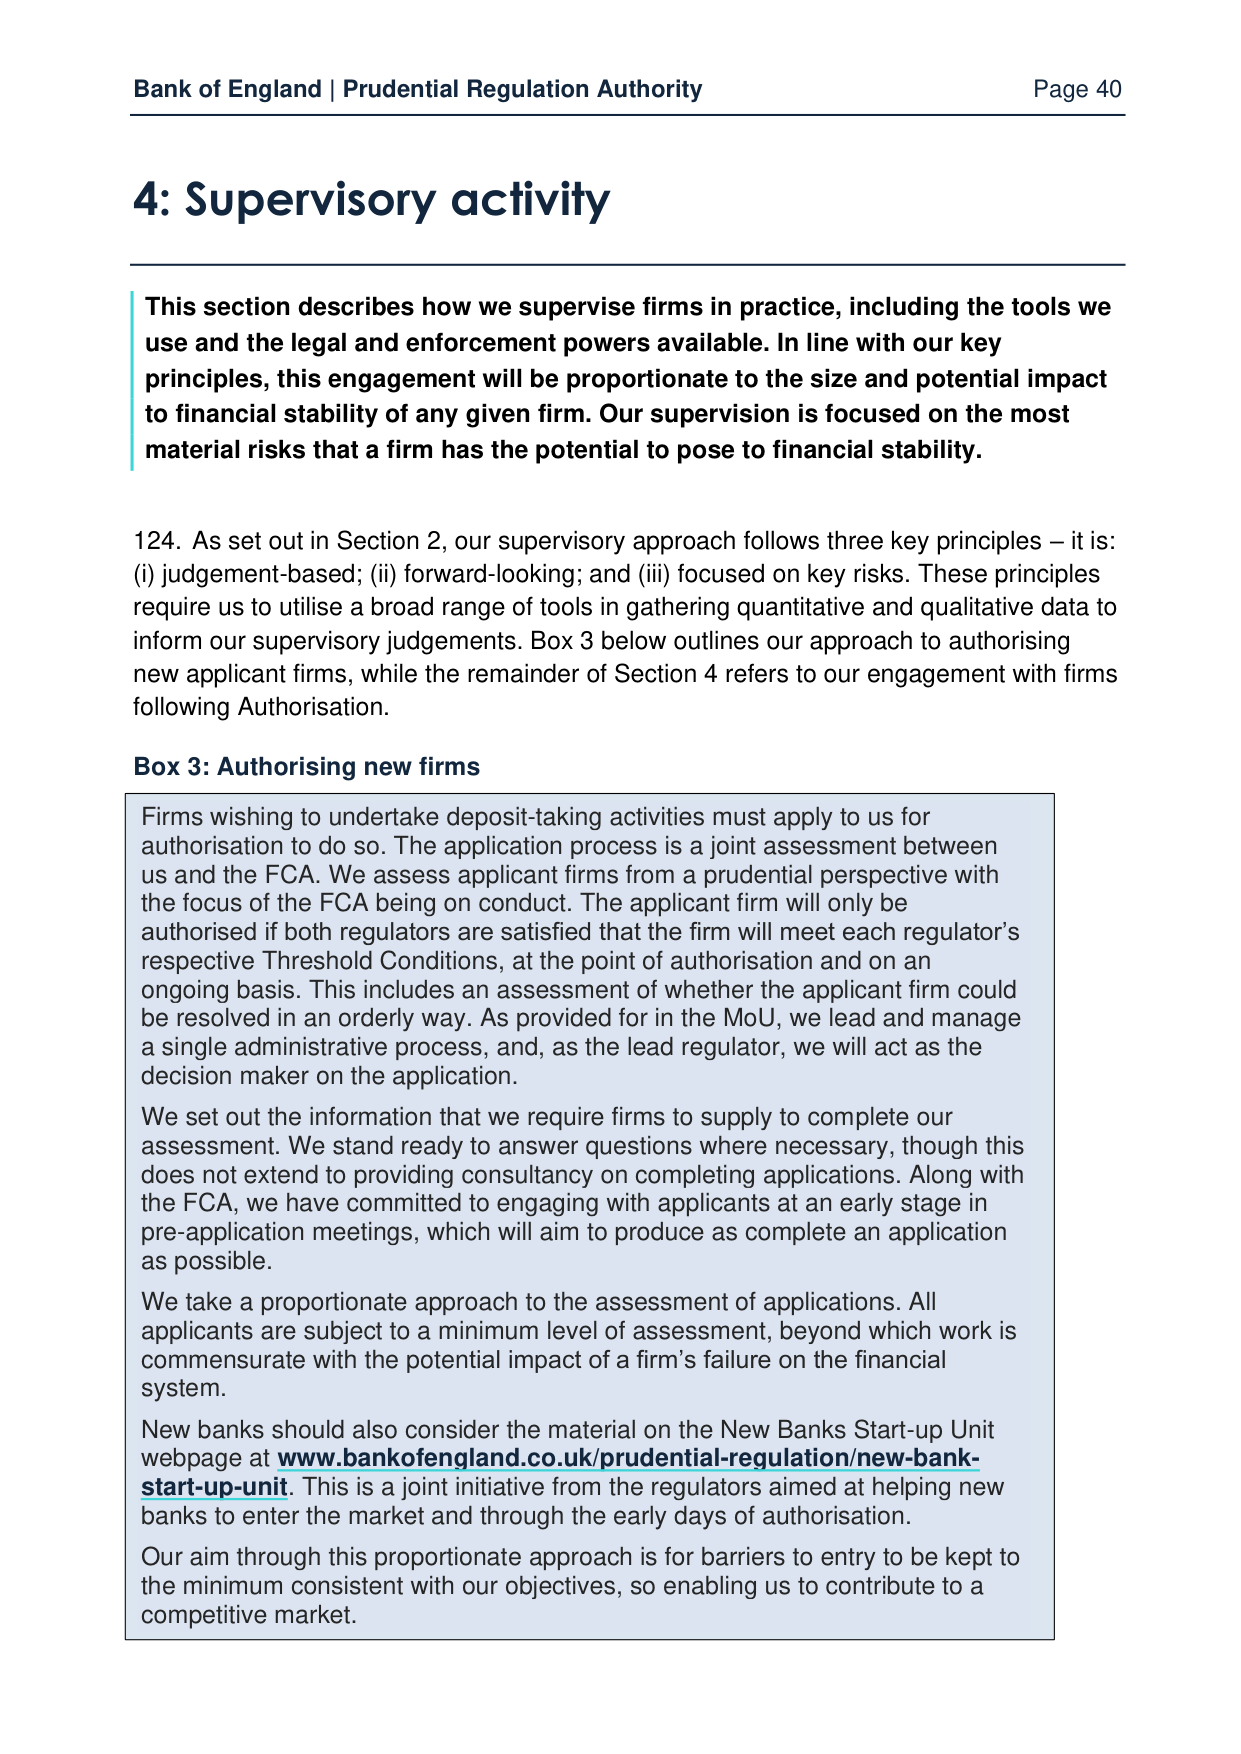 Bank of England | Prudential Regulation Authority Page 40
4: Supervisory activity
This section describes how we supervise firms in practice, including the tools we
use and the legal and enforcement powers available. In line with our key
principles, this engagement will be proportionate to the size and potential impact
to financial stability of any given firm. Our supervision is focused on the most
material risks that a firm has the potential to pose to financial stability.
124. As set out in Section 2, our supervisory approach follows three key principles – it is:
(i) judgement-based; (ii) forward-looking; and (iii) focused on key risks. These principles
require us to utilise a broad range of tools in gathering quantitative and qualitative data to
inform our supervisory judgements. Box 3 below outlines our approach to authorising
new applicant firms, while the remainder of Section 4 refers to our engagement with firms
following Authorisation.
Box 3: Authorising new firms
Firms wishing to undertake deposit-taking activities must apply to us for
authorisation to do so. The application process is a joint assessment between
us and the FCA. We assess applicant firms from a prudential perspective with
the focus of the FCA being on conduct. The applicant firm will only be
authorised if both regulators are satisfied that the firm will meet each regulator’s
respective Threshold Conditions, at the point of authorisation and on an
ongoing basis. This includes an assessment of whether the applicant firm could
be resolved in an orderly way. As provided for in the MoU, we lead and manage
a single administrative process, and, as the lead regulator, we will act as the
decision maker on the application.
We set out the information that we require firms to supply to complete our
assessment. We stand ready to answer questions where necessary, though this
does not extend to providing consultancy on completing applications. Along with
the FCA, we have committed to engaging with applicants at an early stage in
pre-application meetings, which will aim to produce as complete an application
as possible.
We take a proportionate approach to the assessment of applications. All
applicants are subject to a minimum level of assessment, beyond which work is
commensurate with the potential impact of a firm’s failure on the financial
system.
New banks should also consider the material on the New Banks Start-up Unit
webpage at www.bankofengland.co.uk/prudential-regulation/new-bank-
start-up-unit. This is a joint initiative from the regulators aimed at helping new
banks to enter the market and through the early days of authorisation.
Our aim through this proportionate approach is for barriers to entry to be kept to
the minimum consistent with our objectives, so enabling us to contribute to a
competitive market.